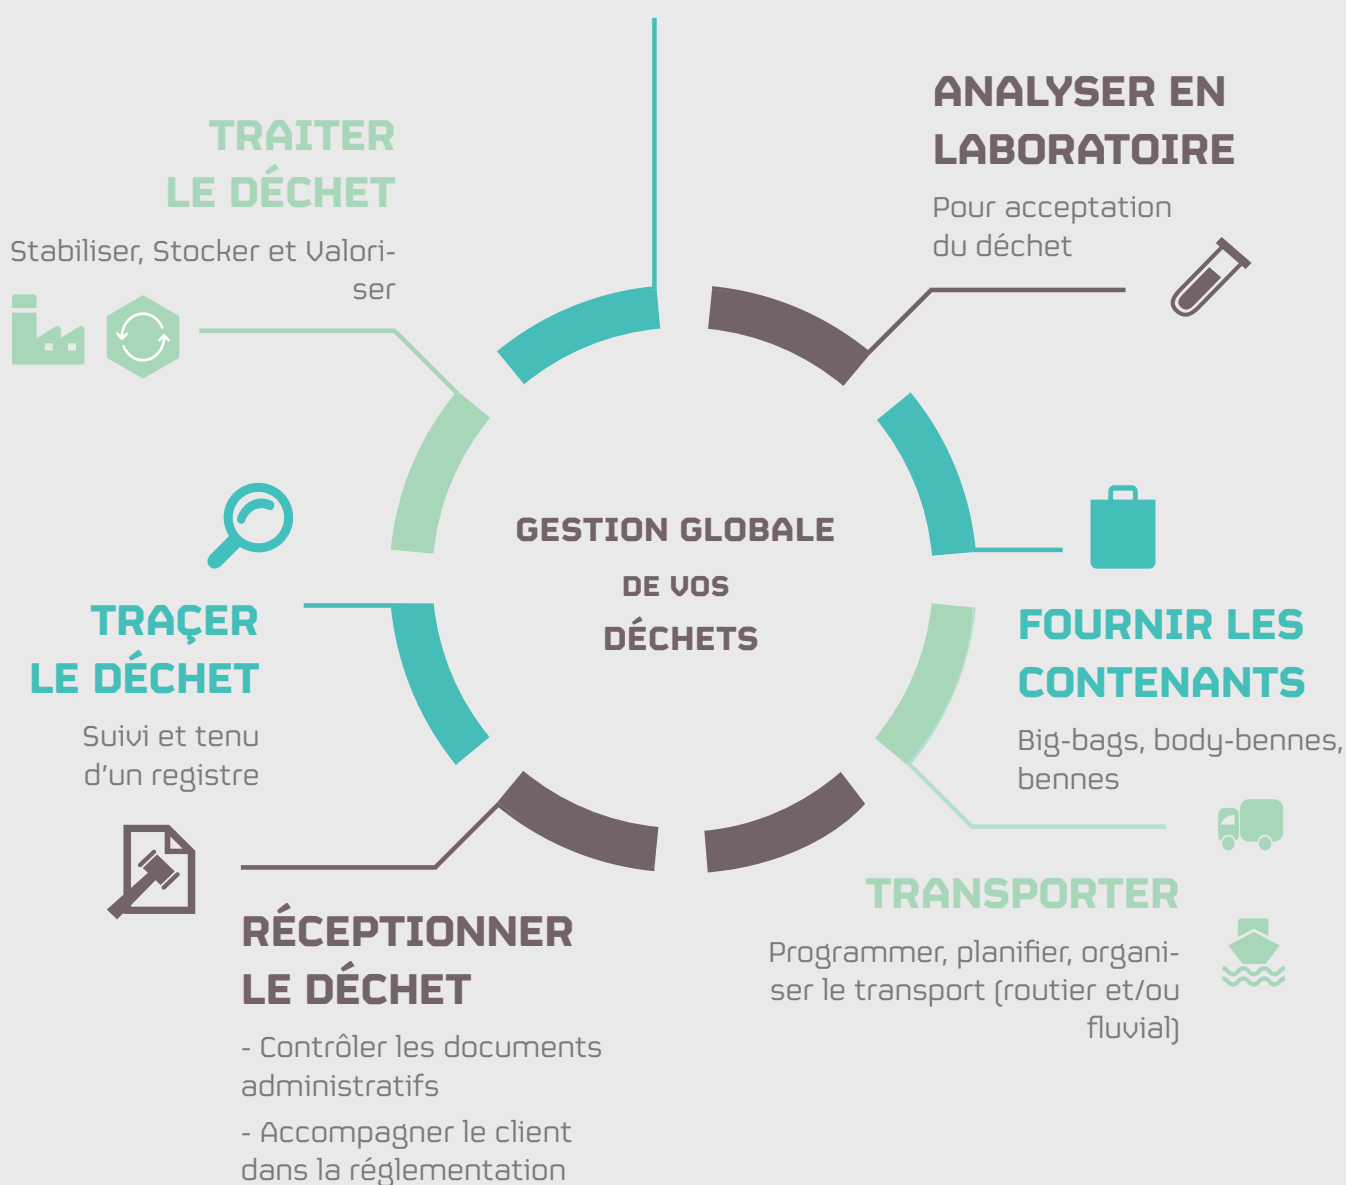 ANALYSER EN
LABORATOIRE
Pour acceptation
du déchet
TRAITER
LE DÉCHET
Stabiliser, Stocker et Valori-
ser
GESTION GLOBALE
DE VOS
DÉCHETS
FOURNIR LES
CONTENANTS
Big-bags, body-bennes,
bennes
TRAÇER
LE DÉCHET
Suivi et tenu
d'un registre
TRANSPORTER
Programmer, planifier, organi-
ser le transport (routier et/ou
fluvial)
RÉCEPTIONNER
LE DÉCHET
- Contrôler les documents
administratifs
- Accompagner le client
dans la réglementation